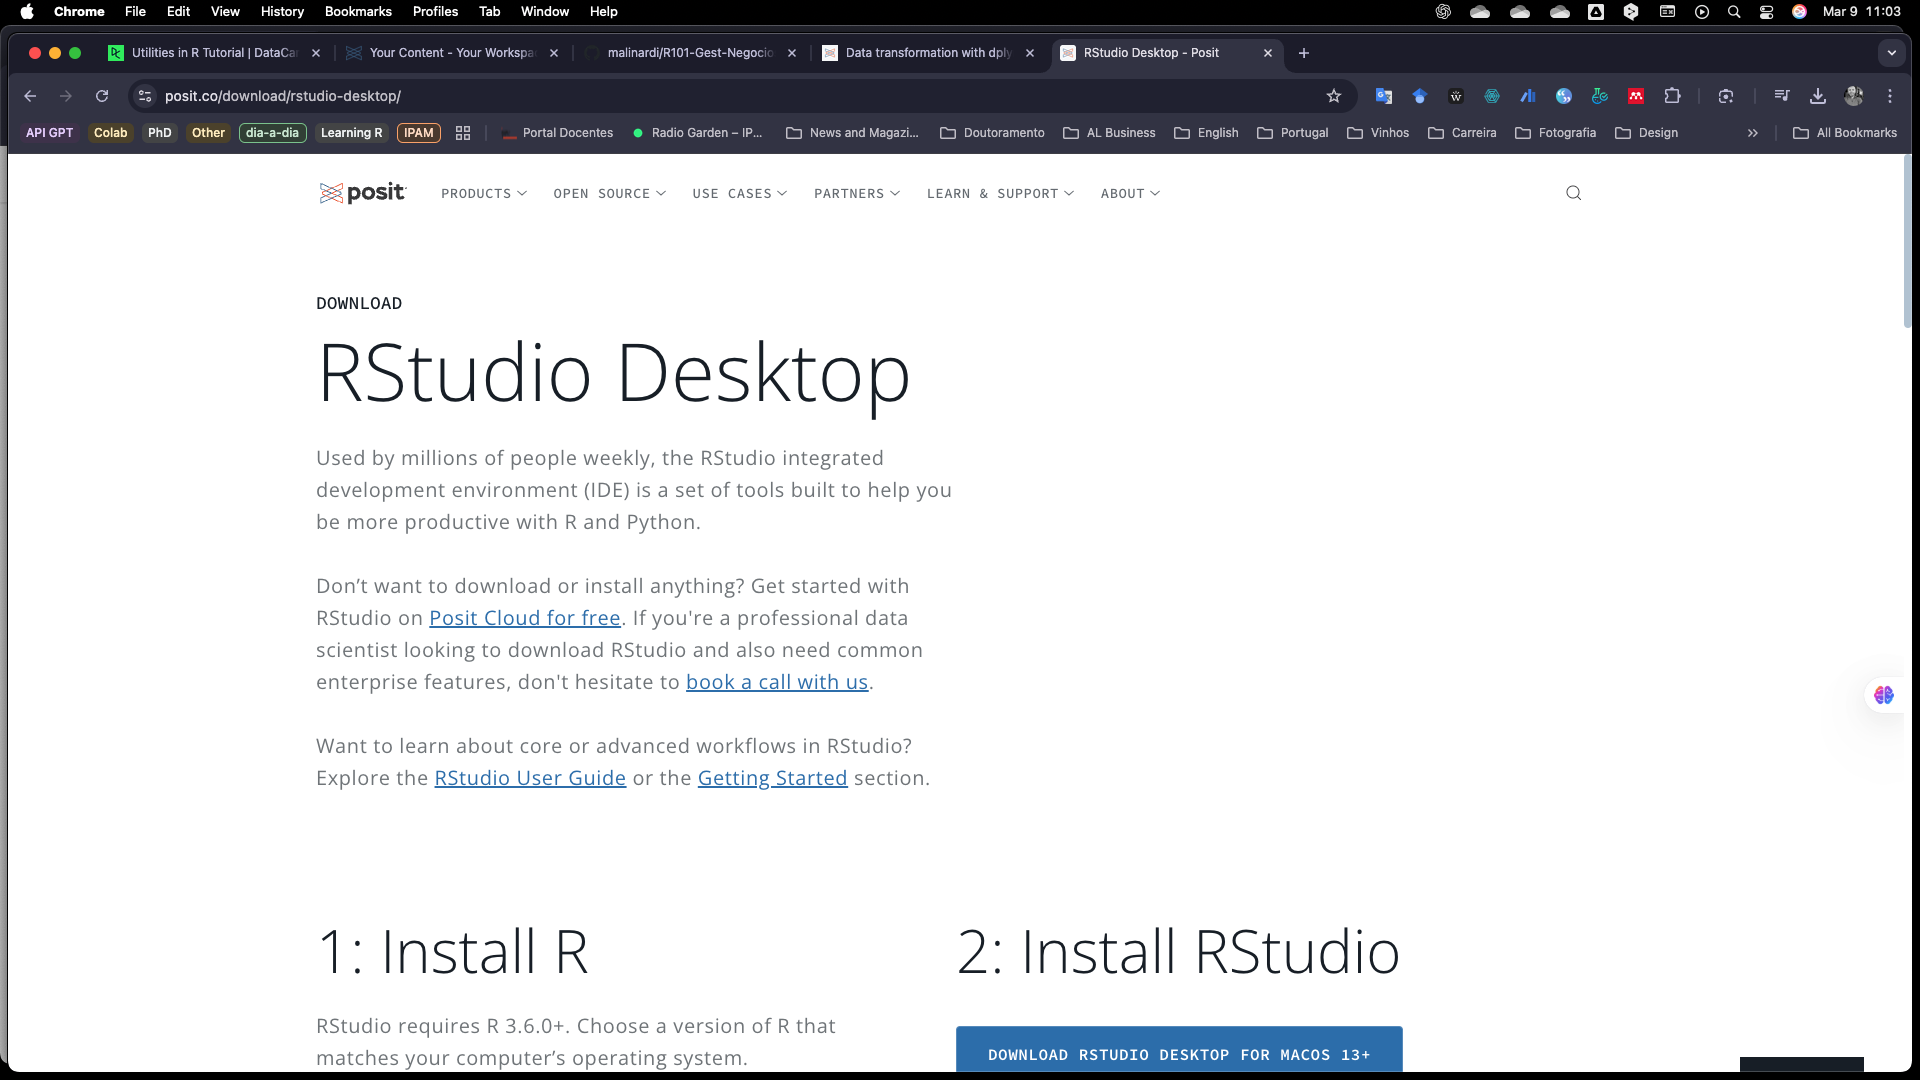 Chrome File Edit View History Bookmarks Profiles Tab Window Help Mar 9 11:03
Utilities in R Tutorial | DataCa Your Content - Your Workspa malinardi/R101-Gest-Negocio Data transformation with dply RStudio Desktop - Posit
posit.co/download/rstudio-desktop/
API GPT Colab PhD Other dia-a-dia Learning R IPAM Portal Docentes Radio Garden – IP... News and Magazi... Doutoramento AL Business English Portugal Vinhos Carreira Fotografia Design All Bookmarks
posit PRODUCTS OPEN SOURCE USE CASES PARTNERS LEARN & SUPPORT ABOUT
DOWNLOAD
RStudio Desktop
Used by millions of people weekly, the RStudio integrated
development environment (IDE) is a set of tools built to help you
be more productive with R and Python.
Don’t want to download or install anything? Get started with
RStudio on Posit Cloud for free. If you're a professional data
scientist looking to download RStudio and also need common
enterprise features, don't hesitate to book a call with us.
Want to learn about core or advanced workflows in RStudio?
Explore the RStudio User Guide or the Getting Started section.
1: Install R
RStudio requires R 3.6.0+. Choose a version of R that
matches your computer’s operating system.
2: Install RStudio
DOWNLOAD RSTUDIO DESKTOP FOR MACOS 13+